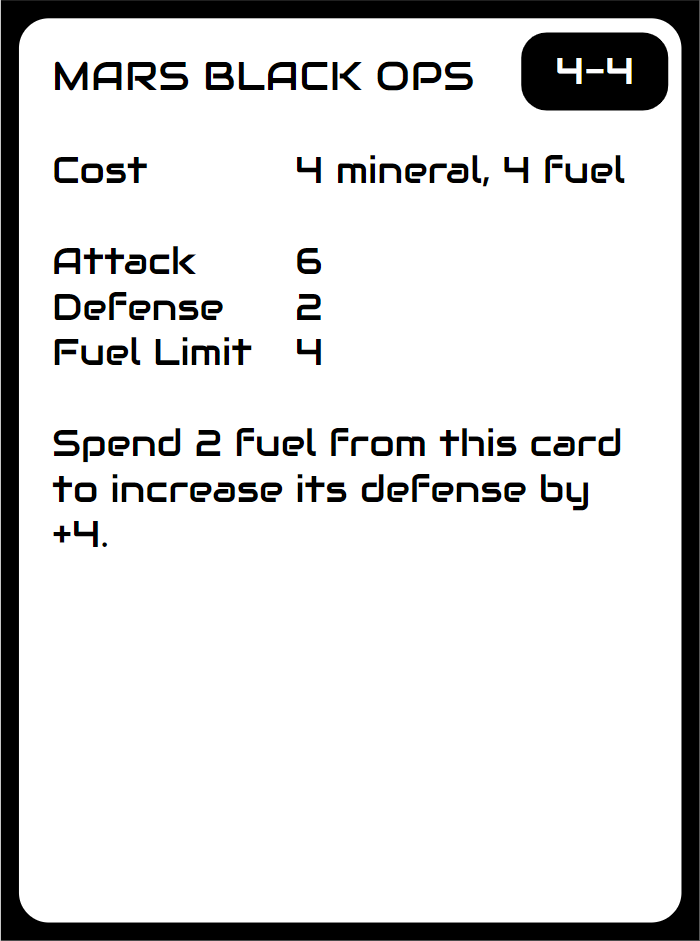 MARS BLACK OPS 4-4
Cost 4 mineral, 4 fuel
Attack 6
Defense 2
Fuel Limit 4
Spend 2 fuel from this card
to increase its defense by
+4.